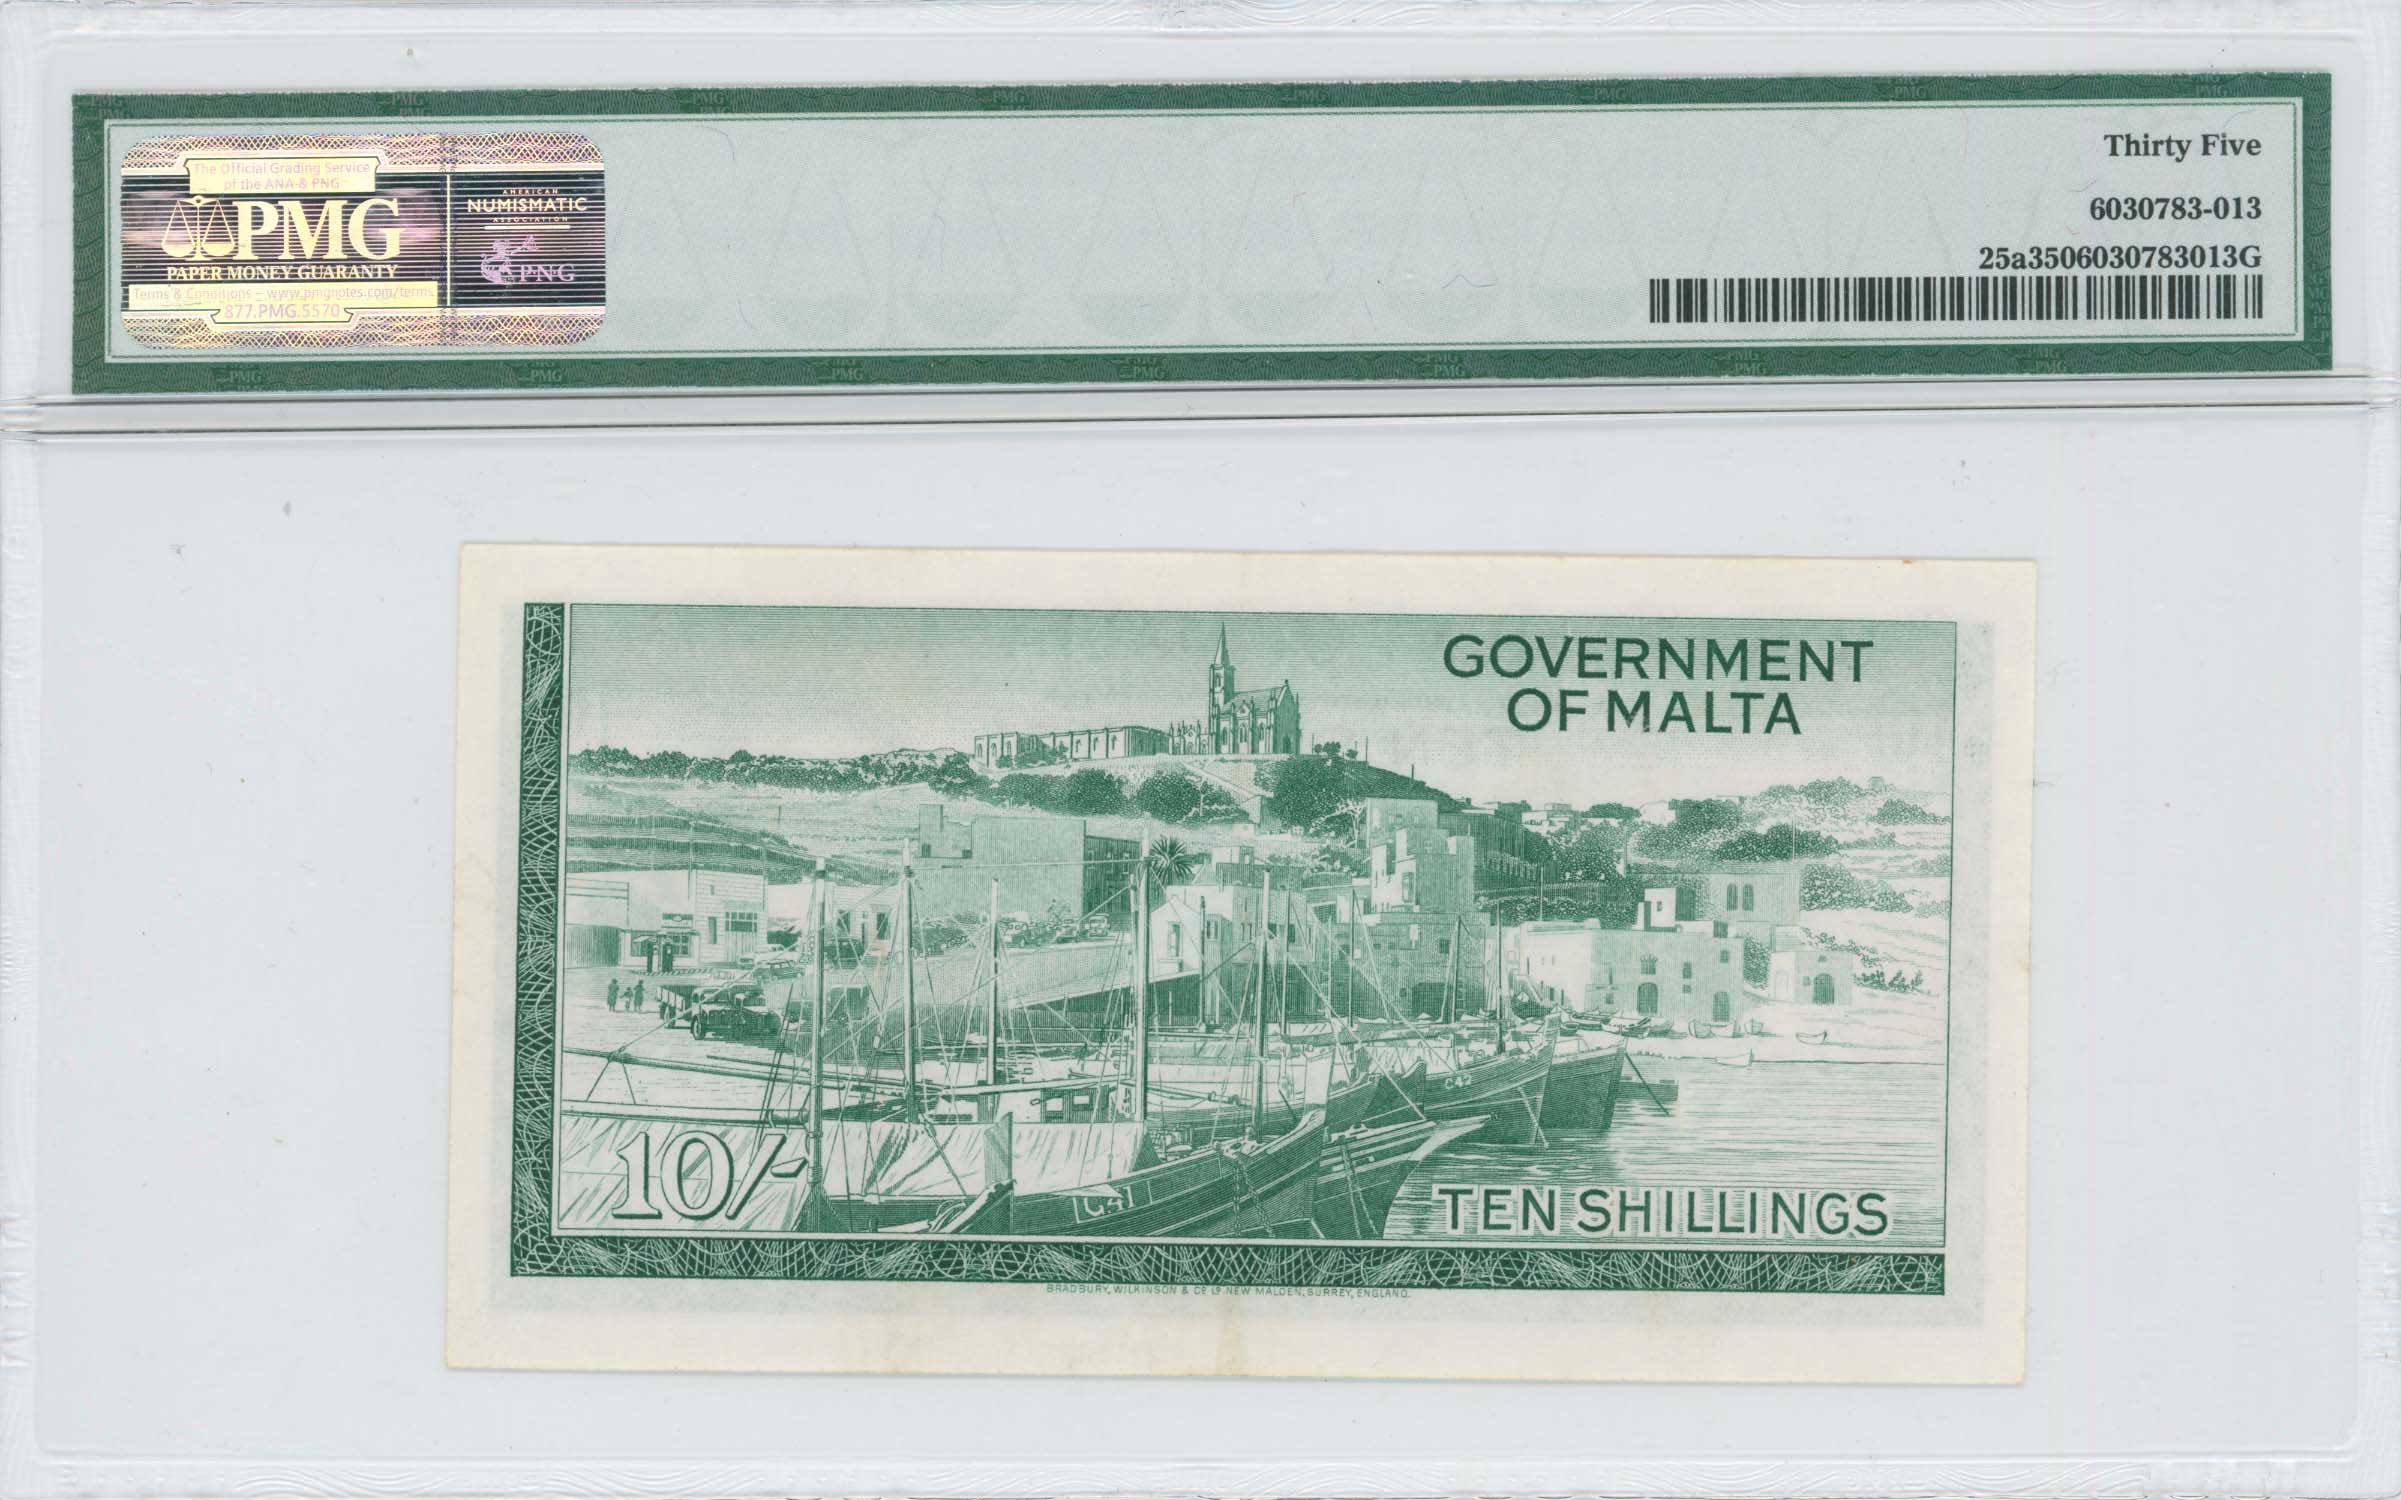 Thirty Five
6030783-013
25a3506030783013G
The Official Grading Service
of the ANA & PNG
PMG
PAPER MONEY GUARANTY
Terms & Conditions – www.pmgnotes.com/terms
877.PMG.5570
AMERICAN
NUMISMATIC
ASSOCIATION
PNG
GOVERNMENT
OF MALTA
C42
10/-
G41
TEN SHILLINGS
BRADBURY, WILKINSON & Co Ld NEW MALDEN, SURREY, ENGLAND.